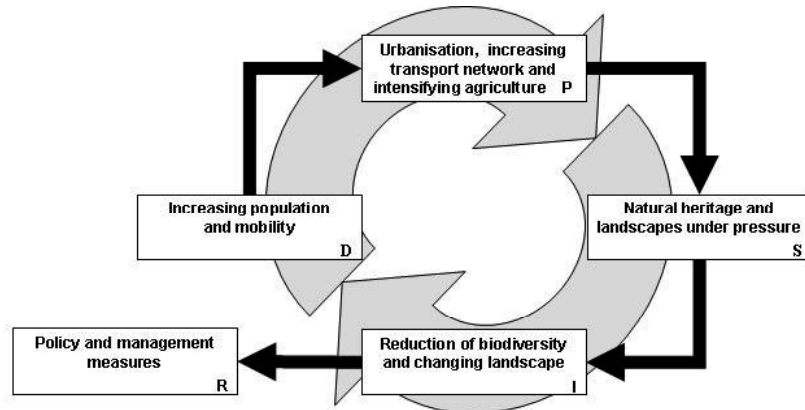 Urbanisation, increasing
transport network and
intensifying agriculture P
Increasing population
and mobility
D
Natural heritage and
landscapes under pressure
S
Policy and management
measures
R
Reduction of biodiversity
and changing landscape
I